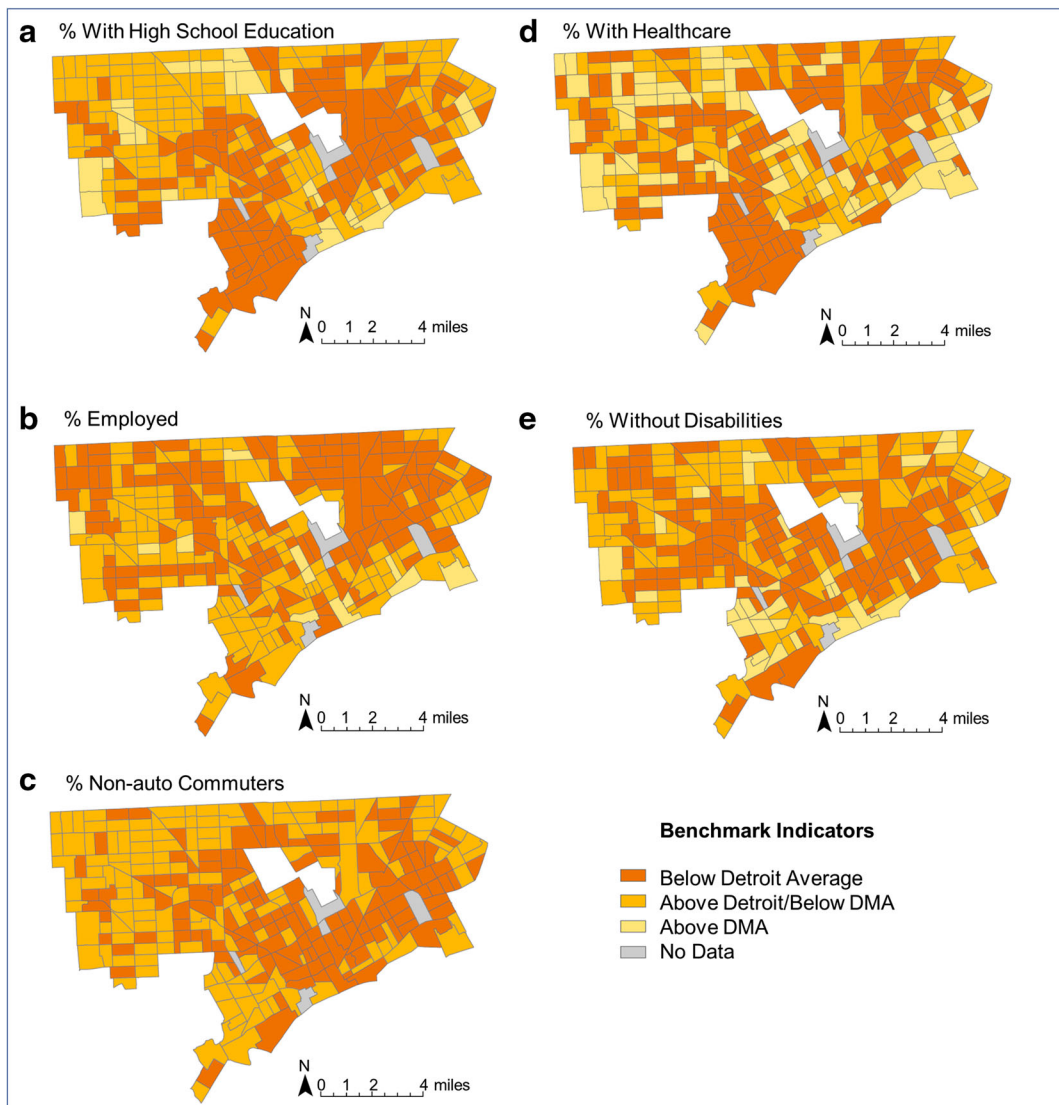 a % With High School Education
N
0 1 2 4 miles
d % With Healthcare
N
0 1 2 4 miles
b % Employed
N
0 1 2 4 miles
e % Without Disabilities
N
0 1 2 4 miles
c % Non-auto Commuters
N
0 1 2 4 miles
Benchmark Indicators
Below Detroit Average
Above Detroit/Below DMA
Above DMA
No Data